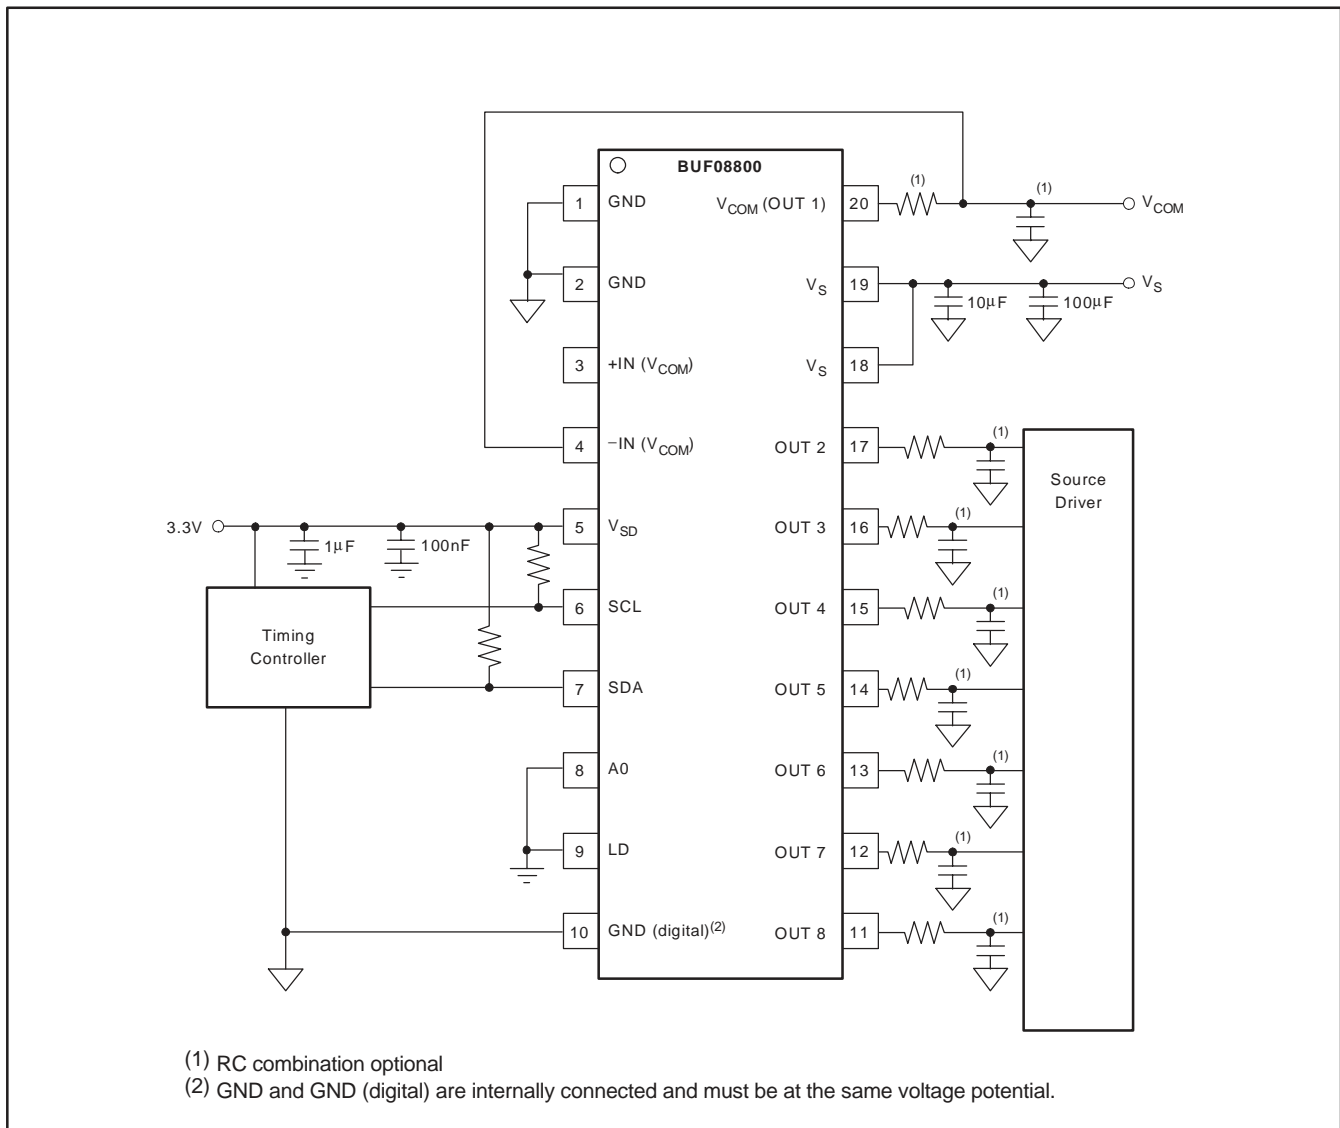 BUF08800
1 GND
V_COM (OUT 1) 20 (1) (1) V_COM
2 GND
V_S 19 10μF 100μF V_S
3 +IN (V_COM)
V_S 18
4 −IN (V_COM)
OUT 2 17 (1)
Source
Driver
3.3V 1μF 100nF 5 V_SD
OUT 3 16 (1)
6 SCL
OUT 4 15 (1)
Timing
Controller
7 SDA
OUT 5 14 (1)
8 A0
OUT 6 13 (1)
9 LD
OUT 7 12 (1)
10 GND (digital)(2)
OUT 8 11 (1)
(1) RC combination optional
(2) GND and GND (digital) are internally connected and must be at the same voltage potential.